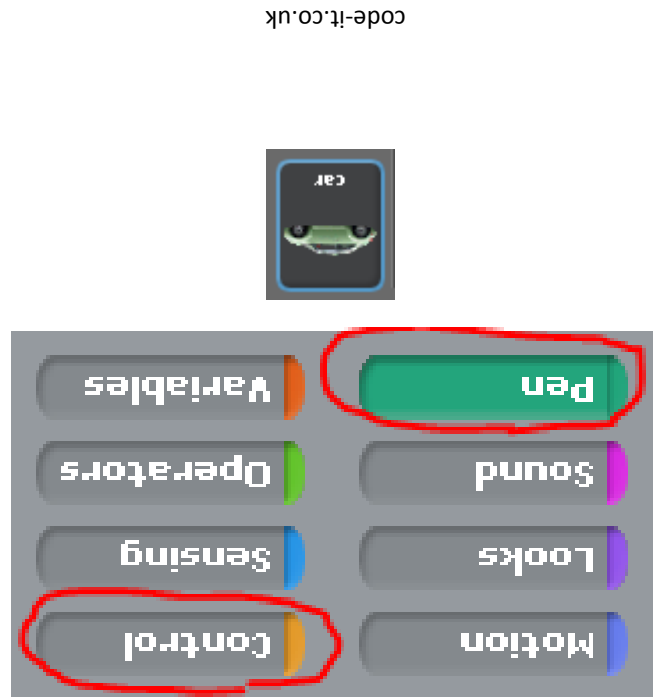 Motion Control
Looks Sensing
Sound Operators
Pen Variables
car
code-it.co.uk